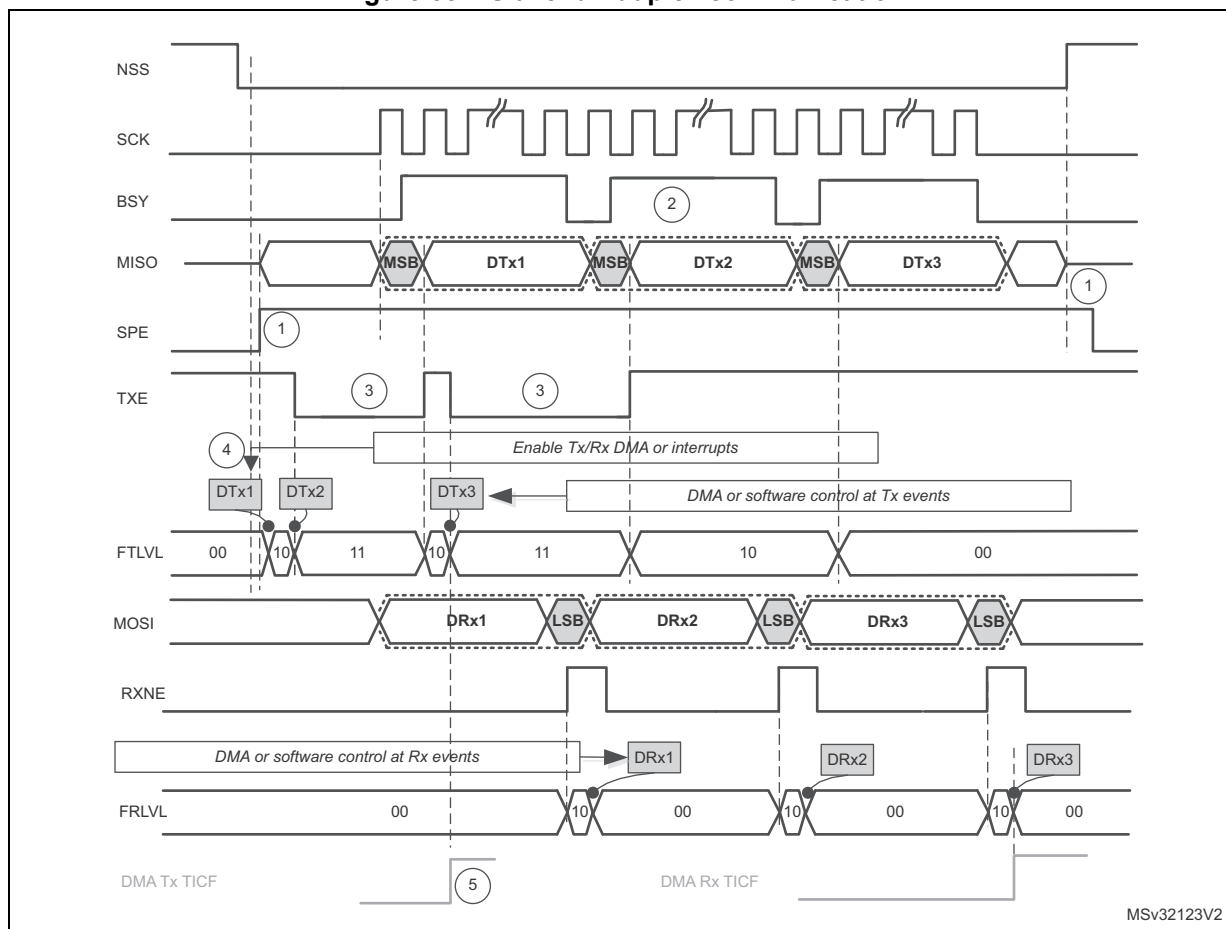 NSS
SCK
BSY
2
MISO
MSB
DTx1
MSB
DTx2
MSB
DTx3
1
SPE
1
TXE
3
3
4
Enable Tx/Rx DMA or interrupts
DTx1
DTx2
DTx3
DMA or software control at Tx events
FTLVL
00
10
11
10
11
10
00
MOSI
DRx1
LSB
DRx2
LSB
DRx3
LSB
RXNE
DMA or software control at Rx events
DRx1
DRx2
DRx3
FRLVL
00
10
00
10
00
10
00
DMA Tx TICF
5
DMA Rx TICF
MSv32123V2